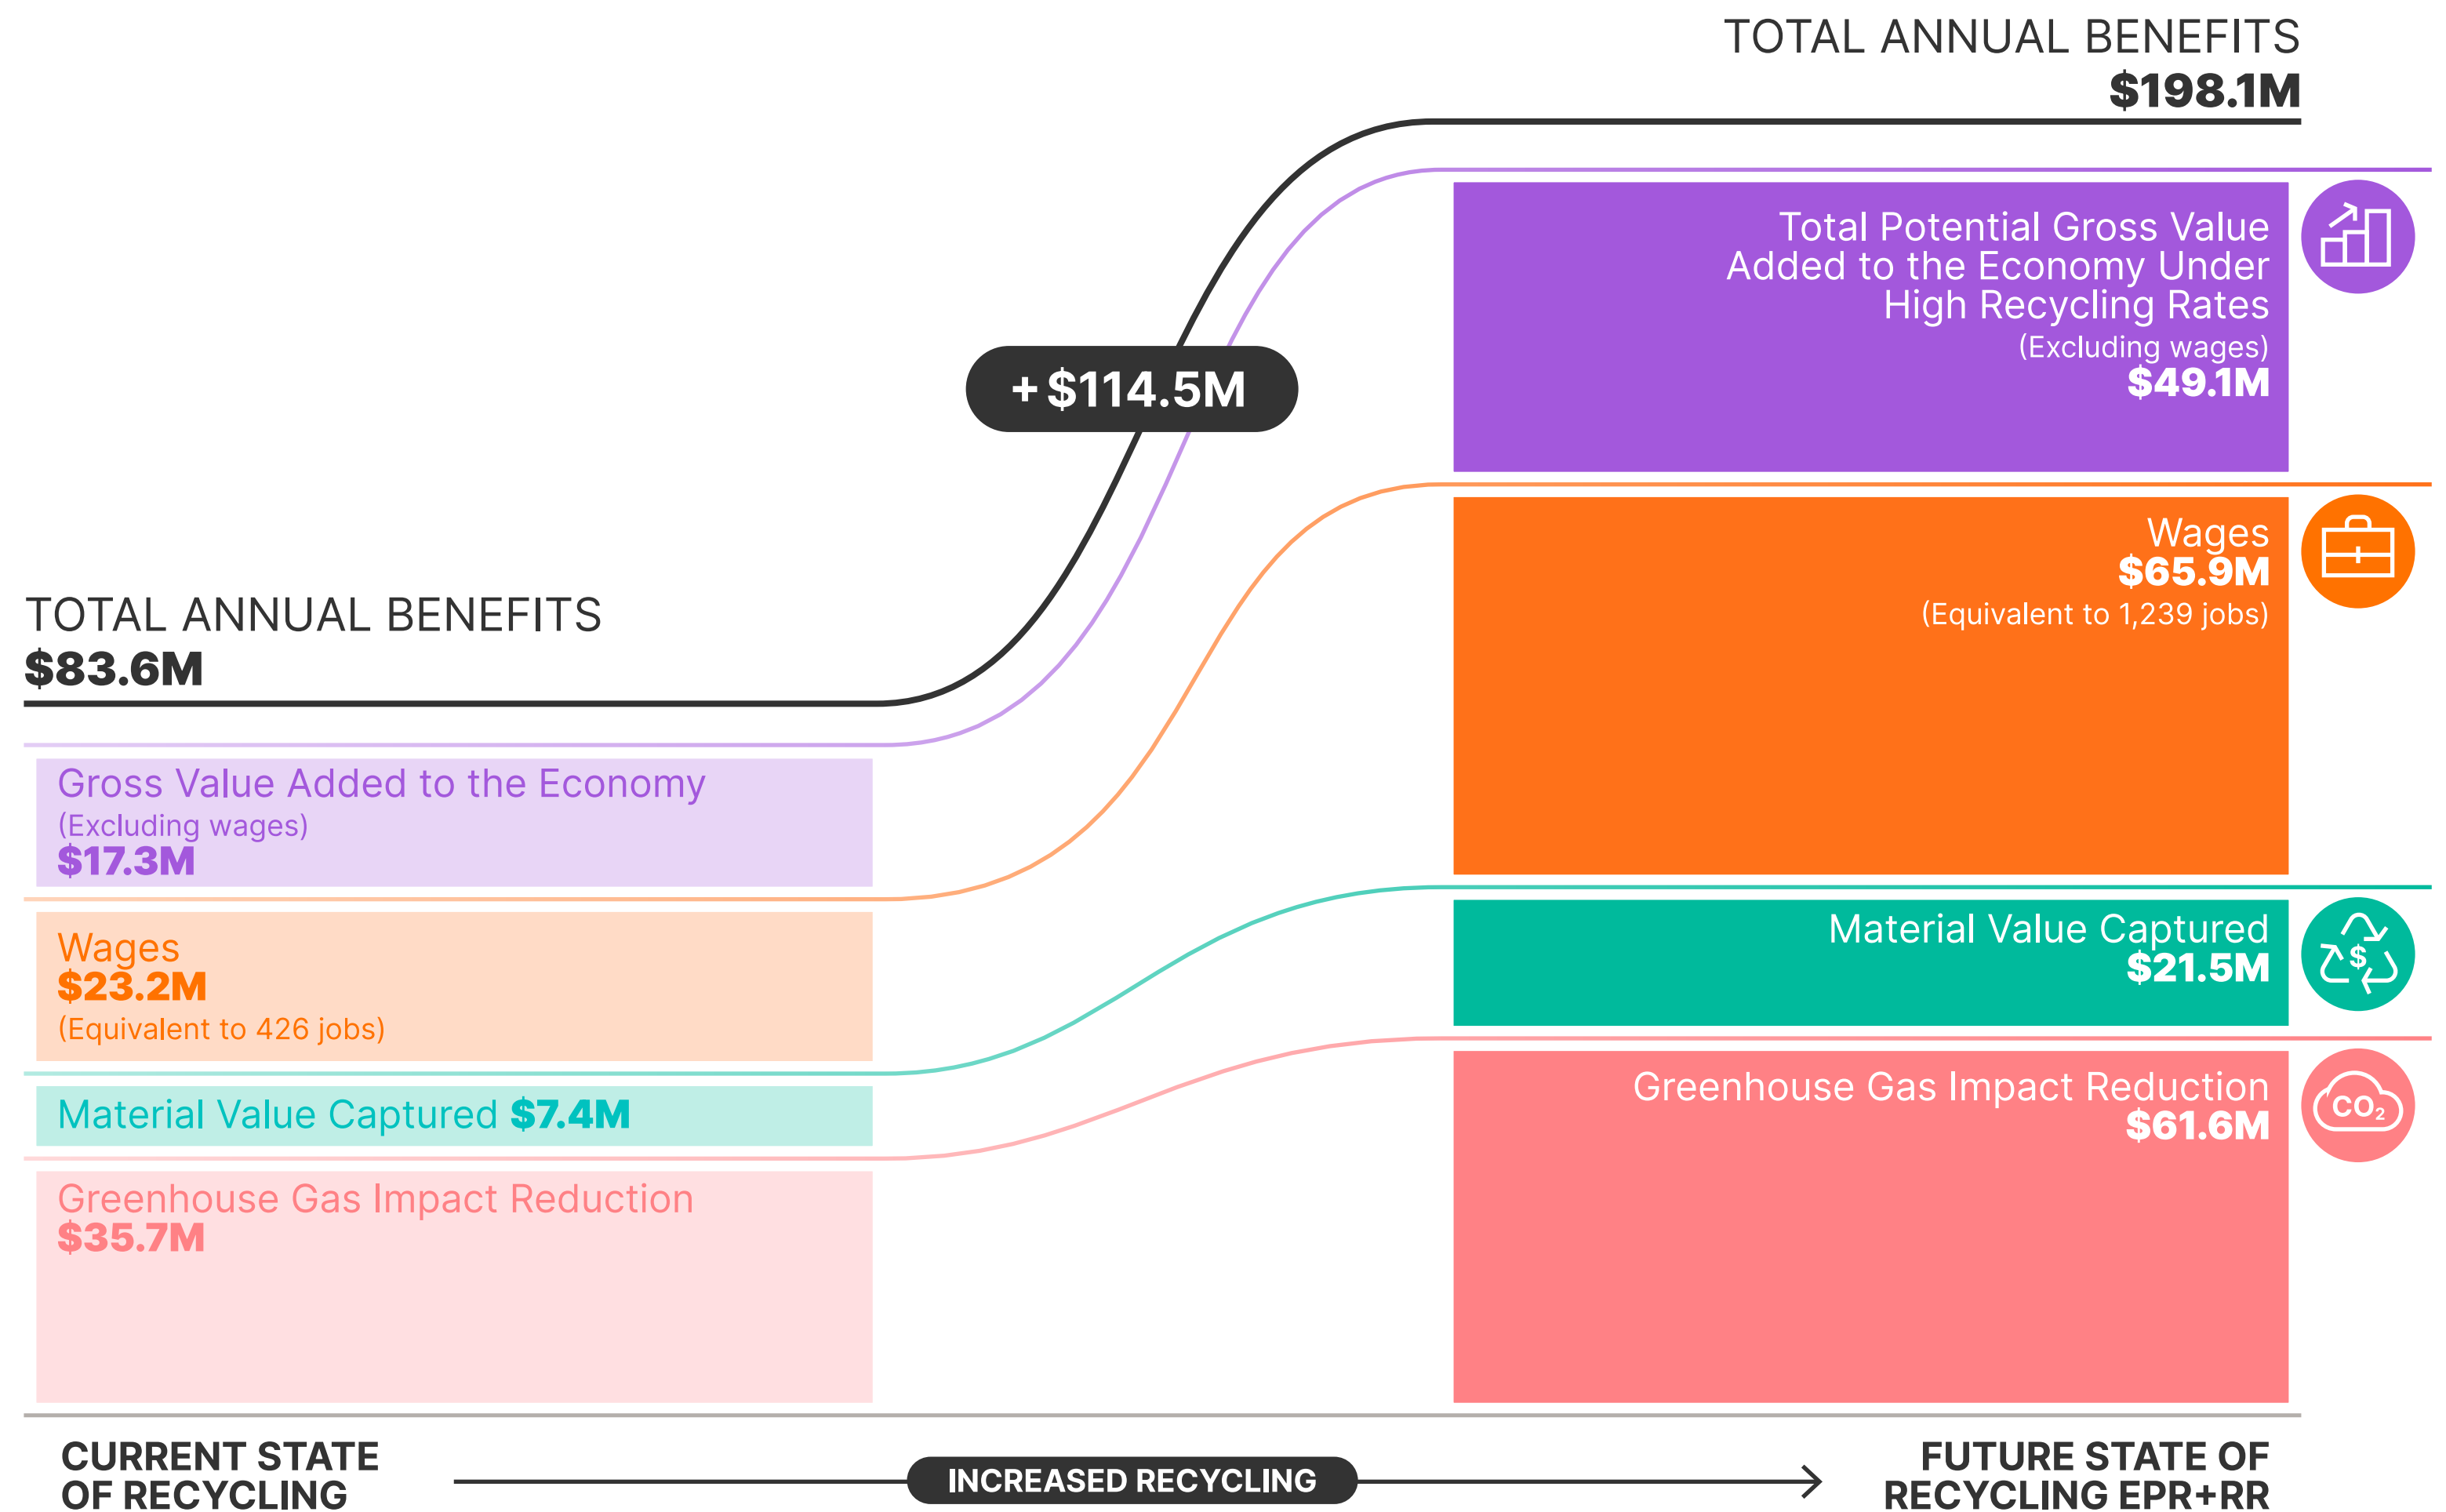 TOTAL ANNUAL BENEFITS
$198.1M
Total Potential Gross Value
Added to the Economy Under
High Recycling Rates
(Excluding wages)
$49.1M
+$114.5M
Wages
$65.9M
(Equivalent to 1,239 jobs)
TOTAL ANNUAL BENEFITS
$83.6M
Gross Value Added to the Economy
(Excluding wages)
$17.3M
Wages
$23.2M
(Equivalent to 426 jobs)
Material Value Captured
$21.5M
$
Material Value Captured $7.4M
Greenhouse Gas Impact Reduction
$61.6M
CO2
Greenhouse Gas Impact Reduction
$35.7M
CURRENT STATE
OF RECYCLING
INCREASED RECYCLING
FUTURE STATE OF
RECYCLING EPR+RR